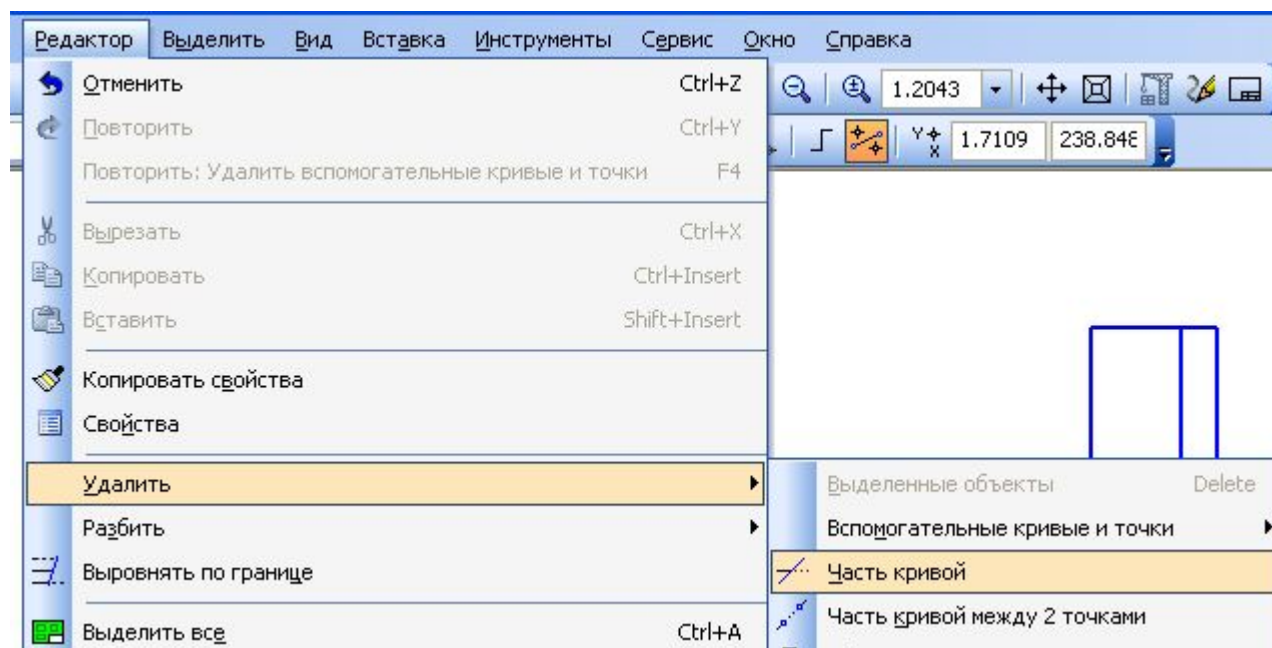 Редактор Выделить Вид Вставка Инструменты Сервис Окно Справка
Отменить Ctrl+Z
1.2043
Повторить Ctrl+Y
1.7109 238.848
Повторить: Удалить вспомогательные кривые и точки F4
Вырезать Ctrl+X
Копировать Ctrl+Insert
Вставить Shift+Insert
Копировать свойства
Свойства
Удалить
Выделенные объекты Delete
Разбить
Вспомогательные кривые и точки
Выровнять по границе
Часть кривой
Часть кривой между 2 точками
Выделить все Ctrl+A